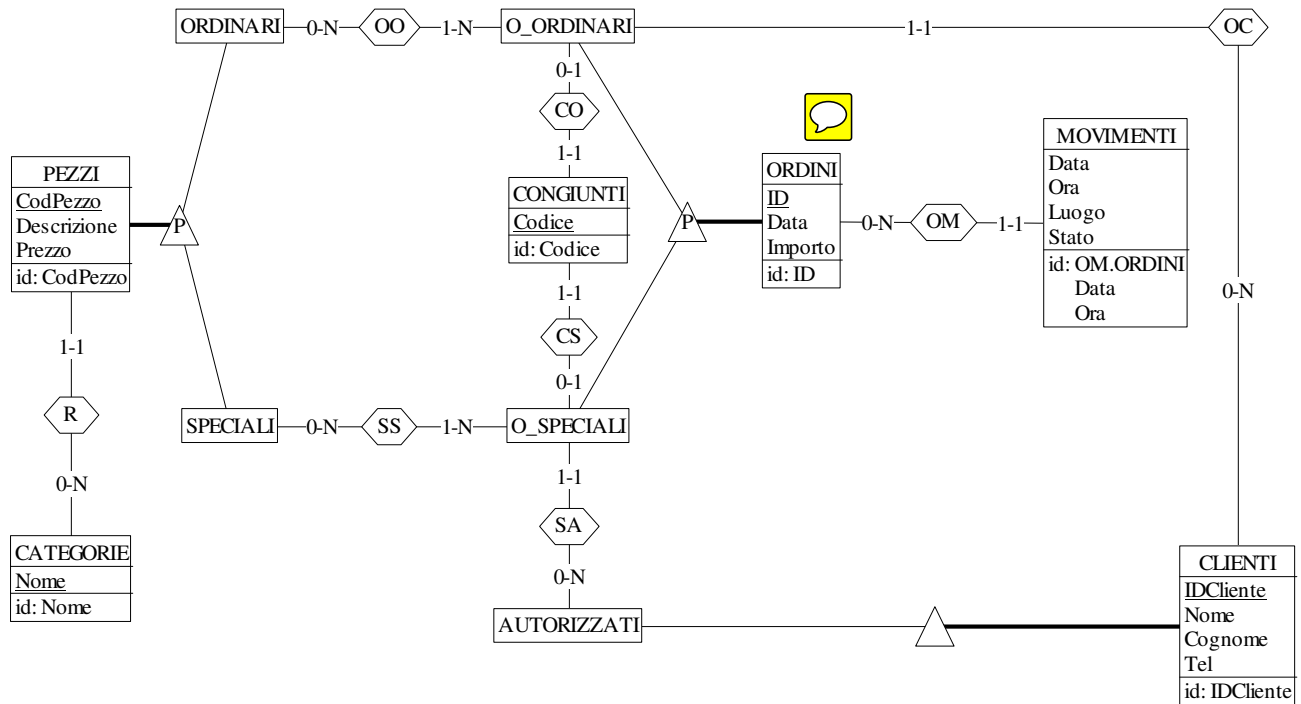 ORDINARI 0-N OO 1-N O_ORDINARI 1-1 OC
0-1
CO
1-1
PEZZI
CodPezzo
Descrizione
Prezzo
id: CodPezzo
P
CONGIUNTI
Codice
id: Codice
P
ORDINI
ID
Data
Importo
id: ID
0-N OM 1-1
MOVIMENTI
Data
Ora
Luogo
Stato
id: OM.ORDINI
Data
Ora
0-N
1-1
CS
0-1
1-1
R
0-N
SPECIALI 0-N SS 1-N O_SPECIALI
1-1
SA
0-N
CATEGORIE
Nome
id: Nome
AUTORIZZATI
CLIENTI
IDCliente
Nome
Cognome
Tel
id: IDCliente